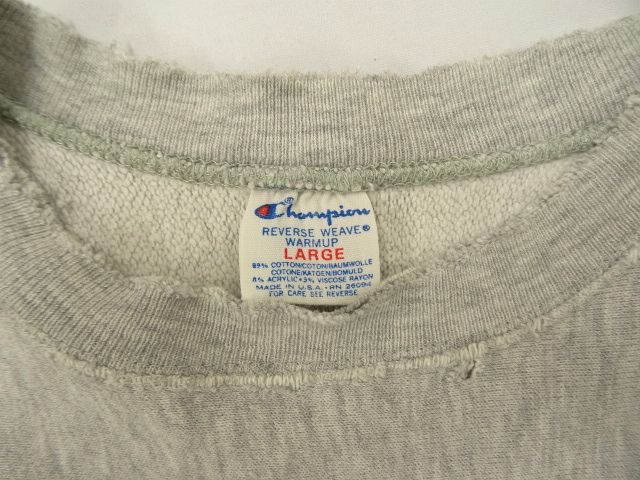 Champion
REVERSE WEAVE®
WARMUP
LARGE
89% COTTON/COTON/BAUMWOLLE
COTONE/KATOEN/BOMULD
8% ACRYLIC • 3% VISCOSE RAYON
MADE IN U.S.A. • RN 26094
FOR CARE SEE REVERSE